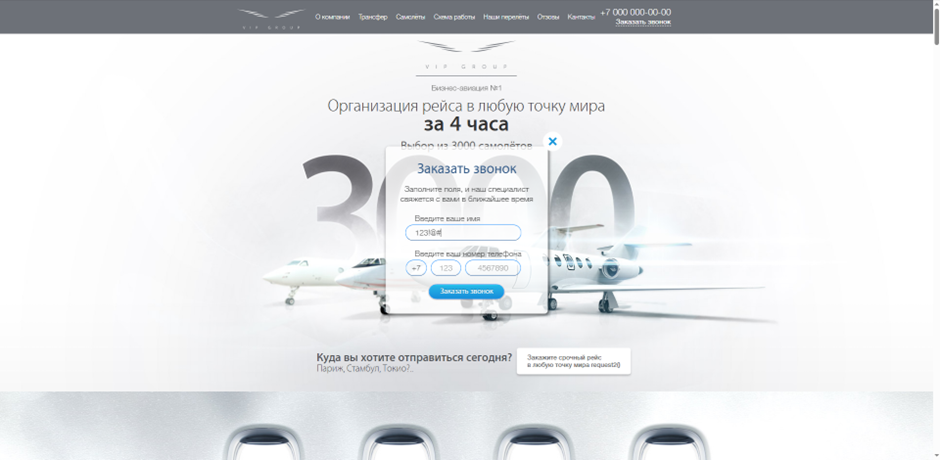 О компании Трансфер Самолёты Схема работы Наши перелёты Отзывы Контакты
+7 000 000-00-00
Заказать звонок
VIP GROUP
VIP GROUP
Бизнес-авиация №1
Организация рейса в любую точку мира
за 4 часа
Выбор из 3000 самолётов
3000
Заказать звонок
Заполните поля, и наш специалист
свяжется с вами в ближайшее время
Введите ваше имя
Введите ваш номер телефона
+7 123 4567890
Заказать звонок
Куда вы хотите отправиться сегодня?
Париж, Стамбул, Токио?..
Закажите срочный рейс
в любую точку мира request2()